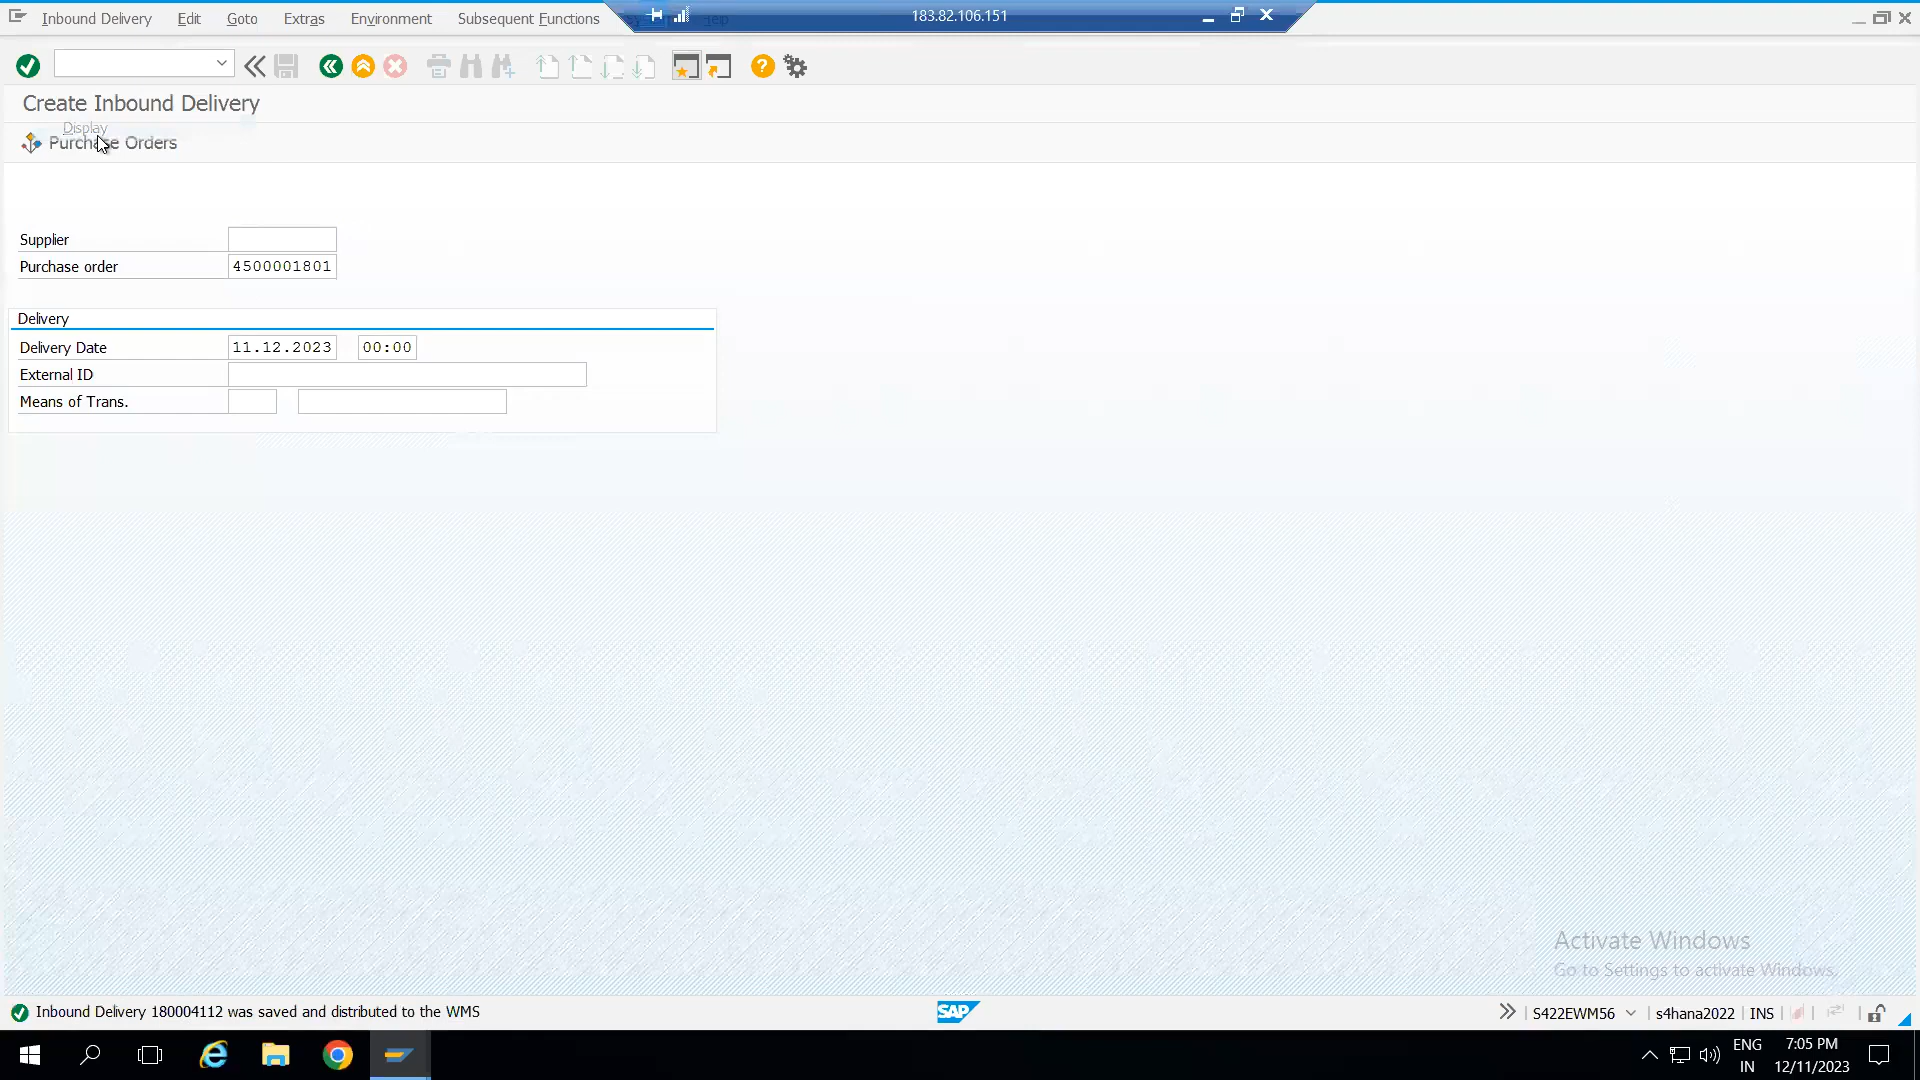 Inbound Delivery Edit Goto Extras Environment Subsequent Functions
183.82.106.151
Create Inbound Delivery
Display
Purchase Orders
Supplier
Purchase order 4500001801
Delivery
Delivery Date 11.12.2023 00:00
External ID
Means of Trans.
Activate Windows
Go to Settings to activate Windows.
Inbound Delivery 180004112 was saved and distributed to the WMS
SAP
S422EWM56 s4hana2022 INS
ENG 7:05 PM
IN 12/11/2023